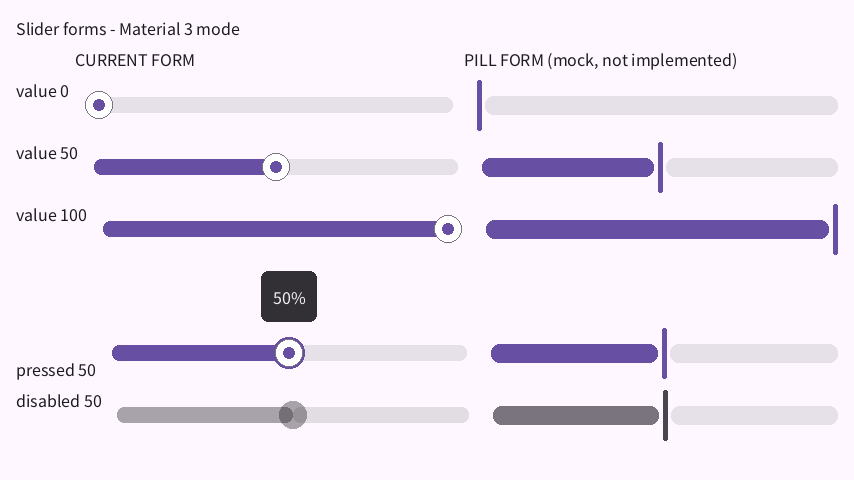 Slider forms - Material 3 mode
CURRENT FORM
PILL FORM (mock, not implemented)
value 0
value 50
value 100
50%
pressed 50
disabled 50